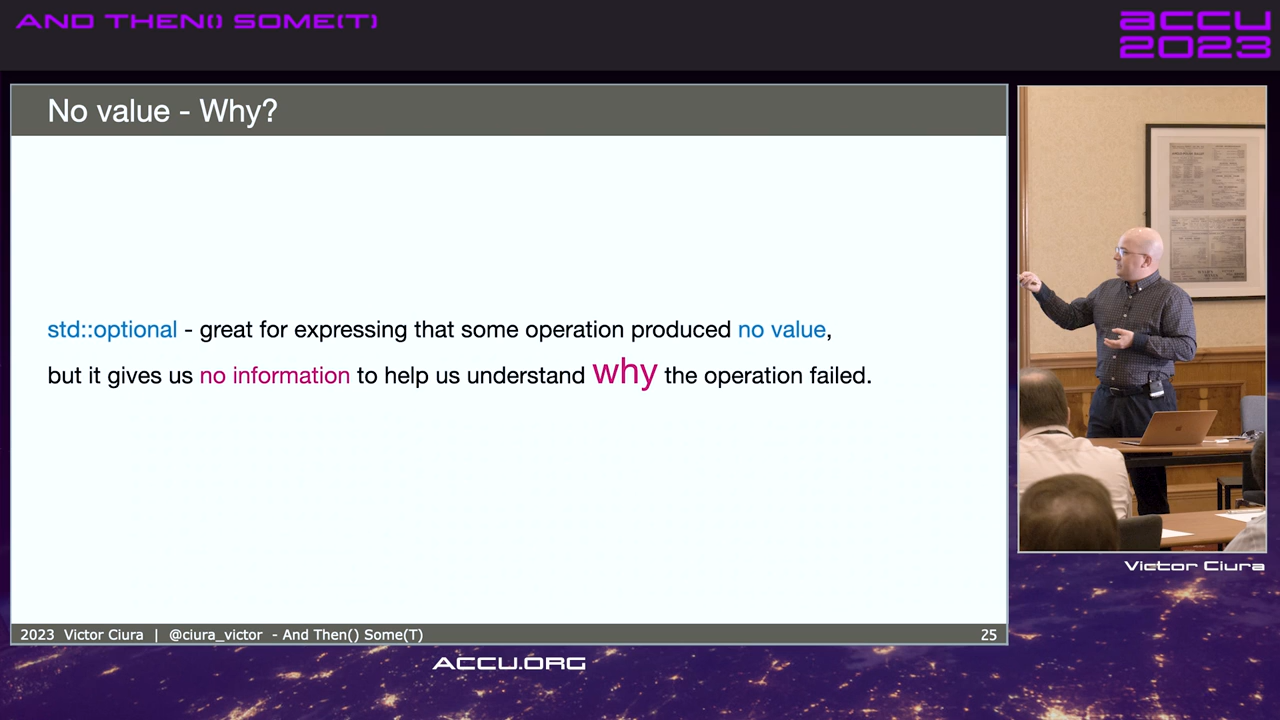 AND THEN() SOME(T)
ACCU
2023
No value - Why?
std::optional - great for expressing that some operation produced no value,
but it gives us no information to help us understand why the operation failed.
Victor Ciura
2023 Victor Ciura | @ciura_victor - And Then() Some(T)
25
ACCU.ORG